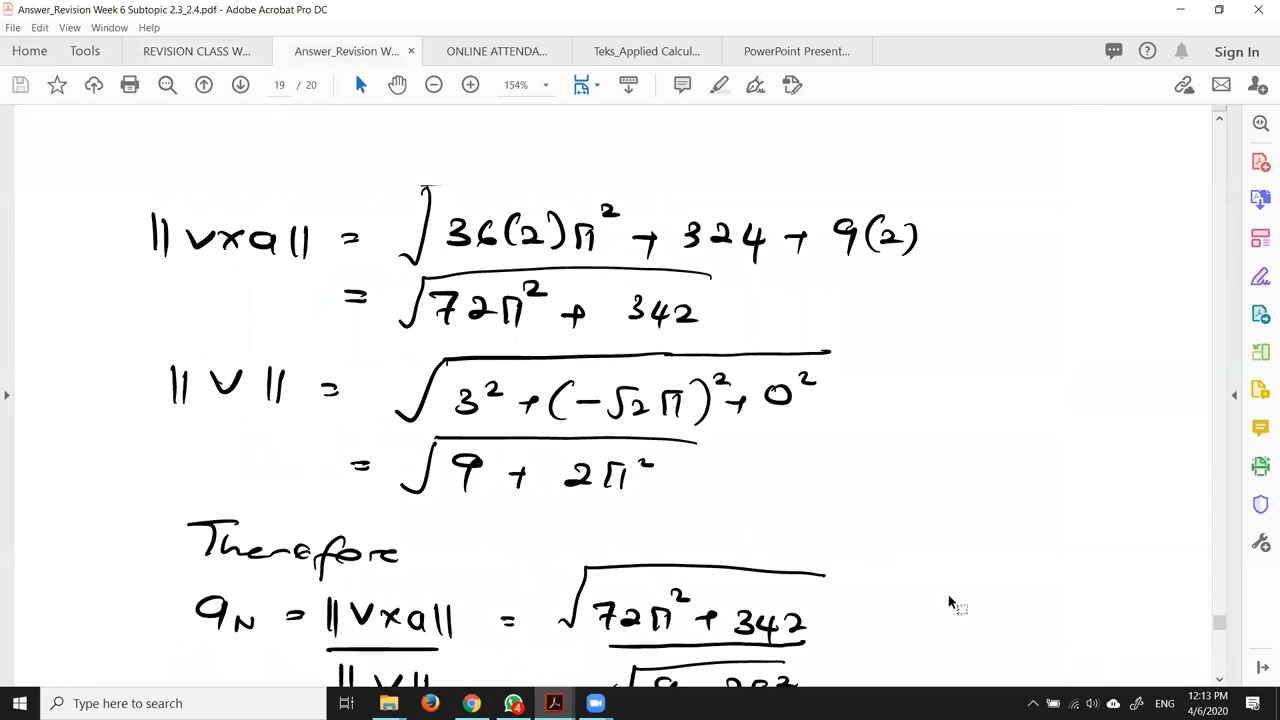 Answer_Revision Week 6 Subtopic 2.3_2.4.pdf - Adobe Acrobat Pro DC
File Edit View Window Help
Home Tools REVISION CLASS W... Answer_Revision W... × ONLINE ATTENDA... Teks_Applied Calcul... PowerPoint Present... Sign In
19 / 20 154%
||v×a|| = √36(2)π² + 324 + 9(2)
= √72π² + 342
||v|| = √3² + (-√2π)² + 0²
= √9 + 2π²
Therefore
a_N = ||v×a|| = √72π² + 342
||v||
Type here to search
4
ENG
12:13 PM
4/6/2020